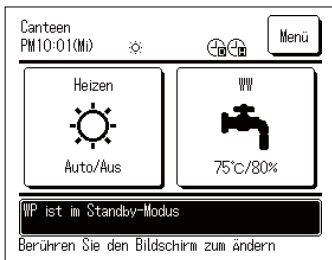 Canteen
PM10:01(Mi)
Menü
Heizen
WW
Auto/Aus
75°C/80%
WP ist im Standby-Modus
Berühren Sie den Bildschirm zum Ändern